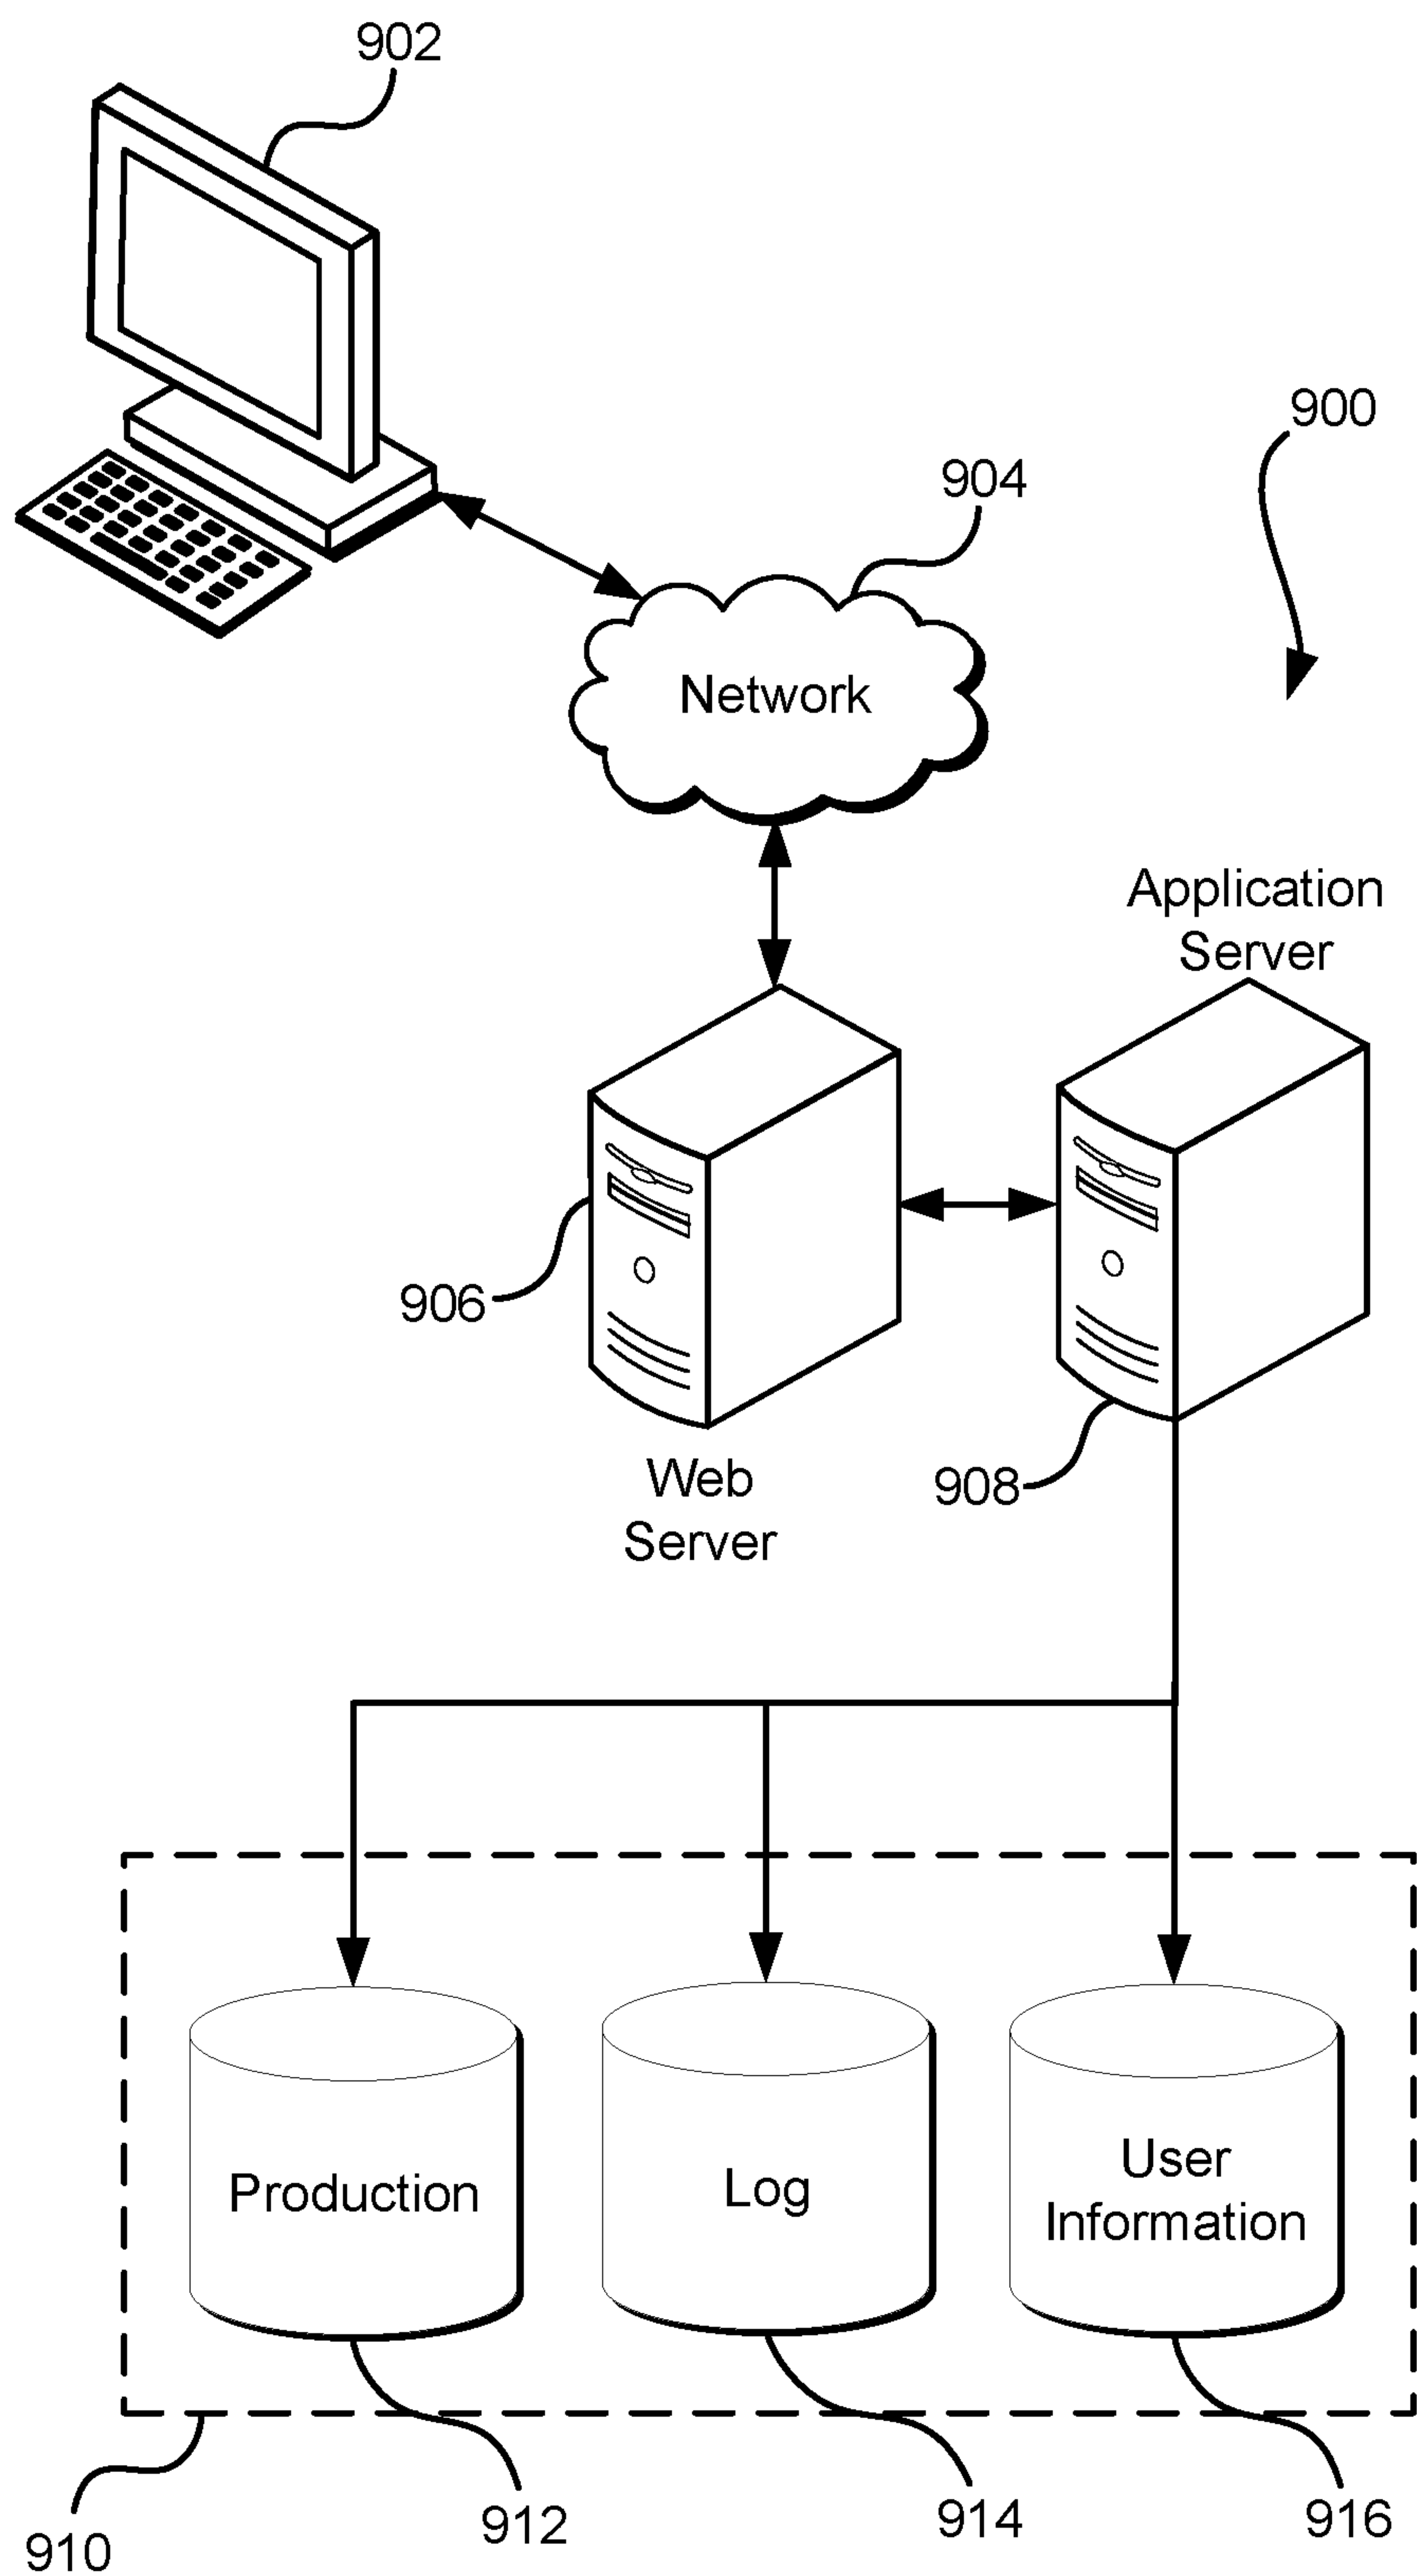 902
900
904
Network
Application
Server
906
908
Web
Server
Production
Log
User
Information
910
912
914
916